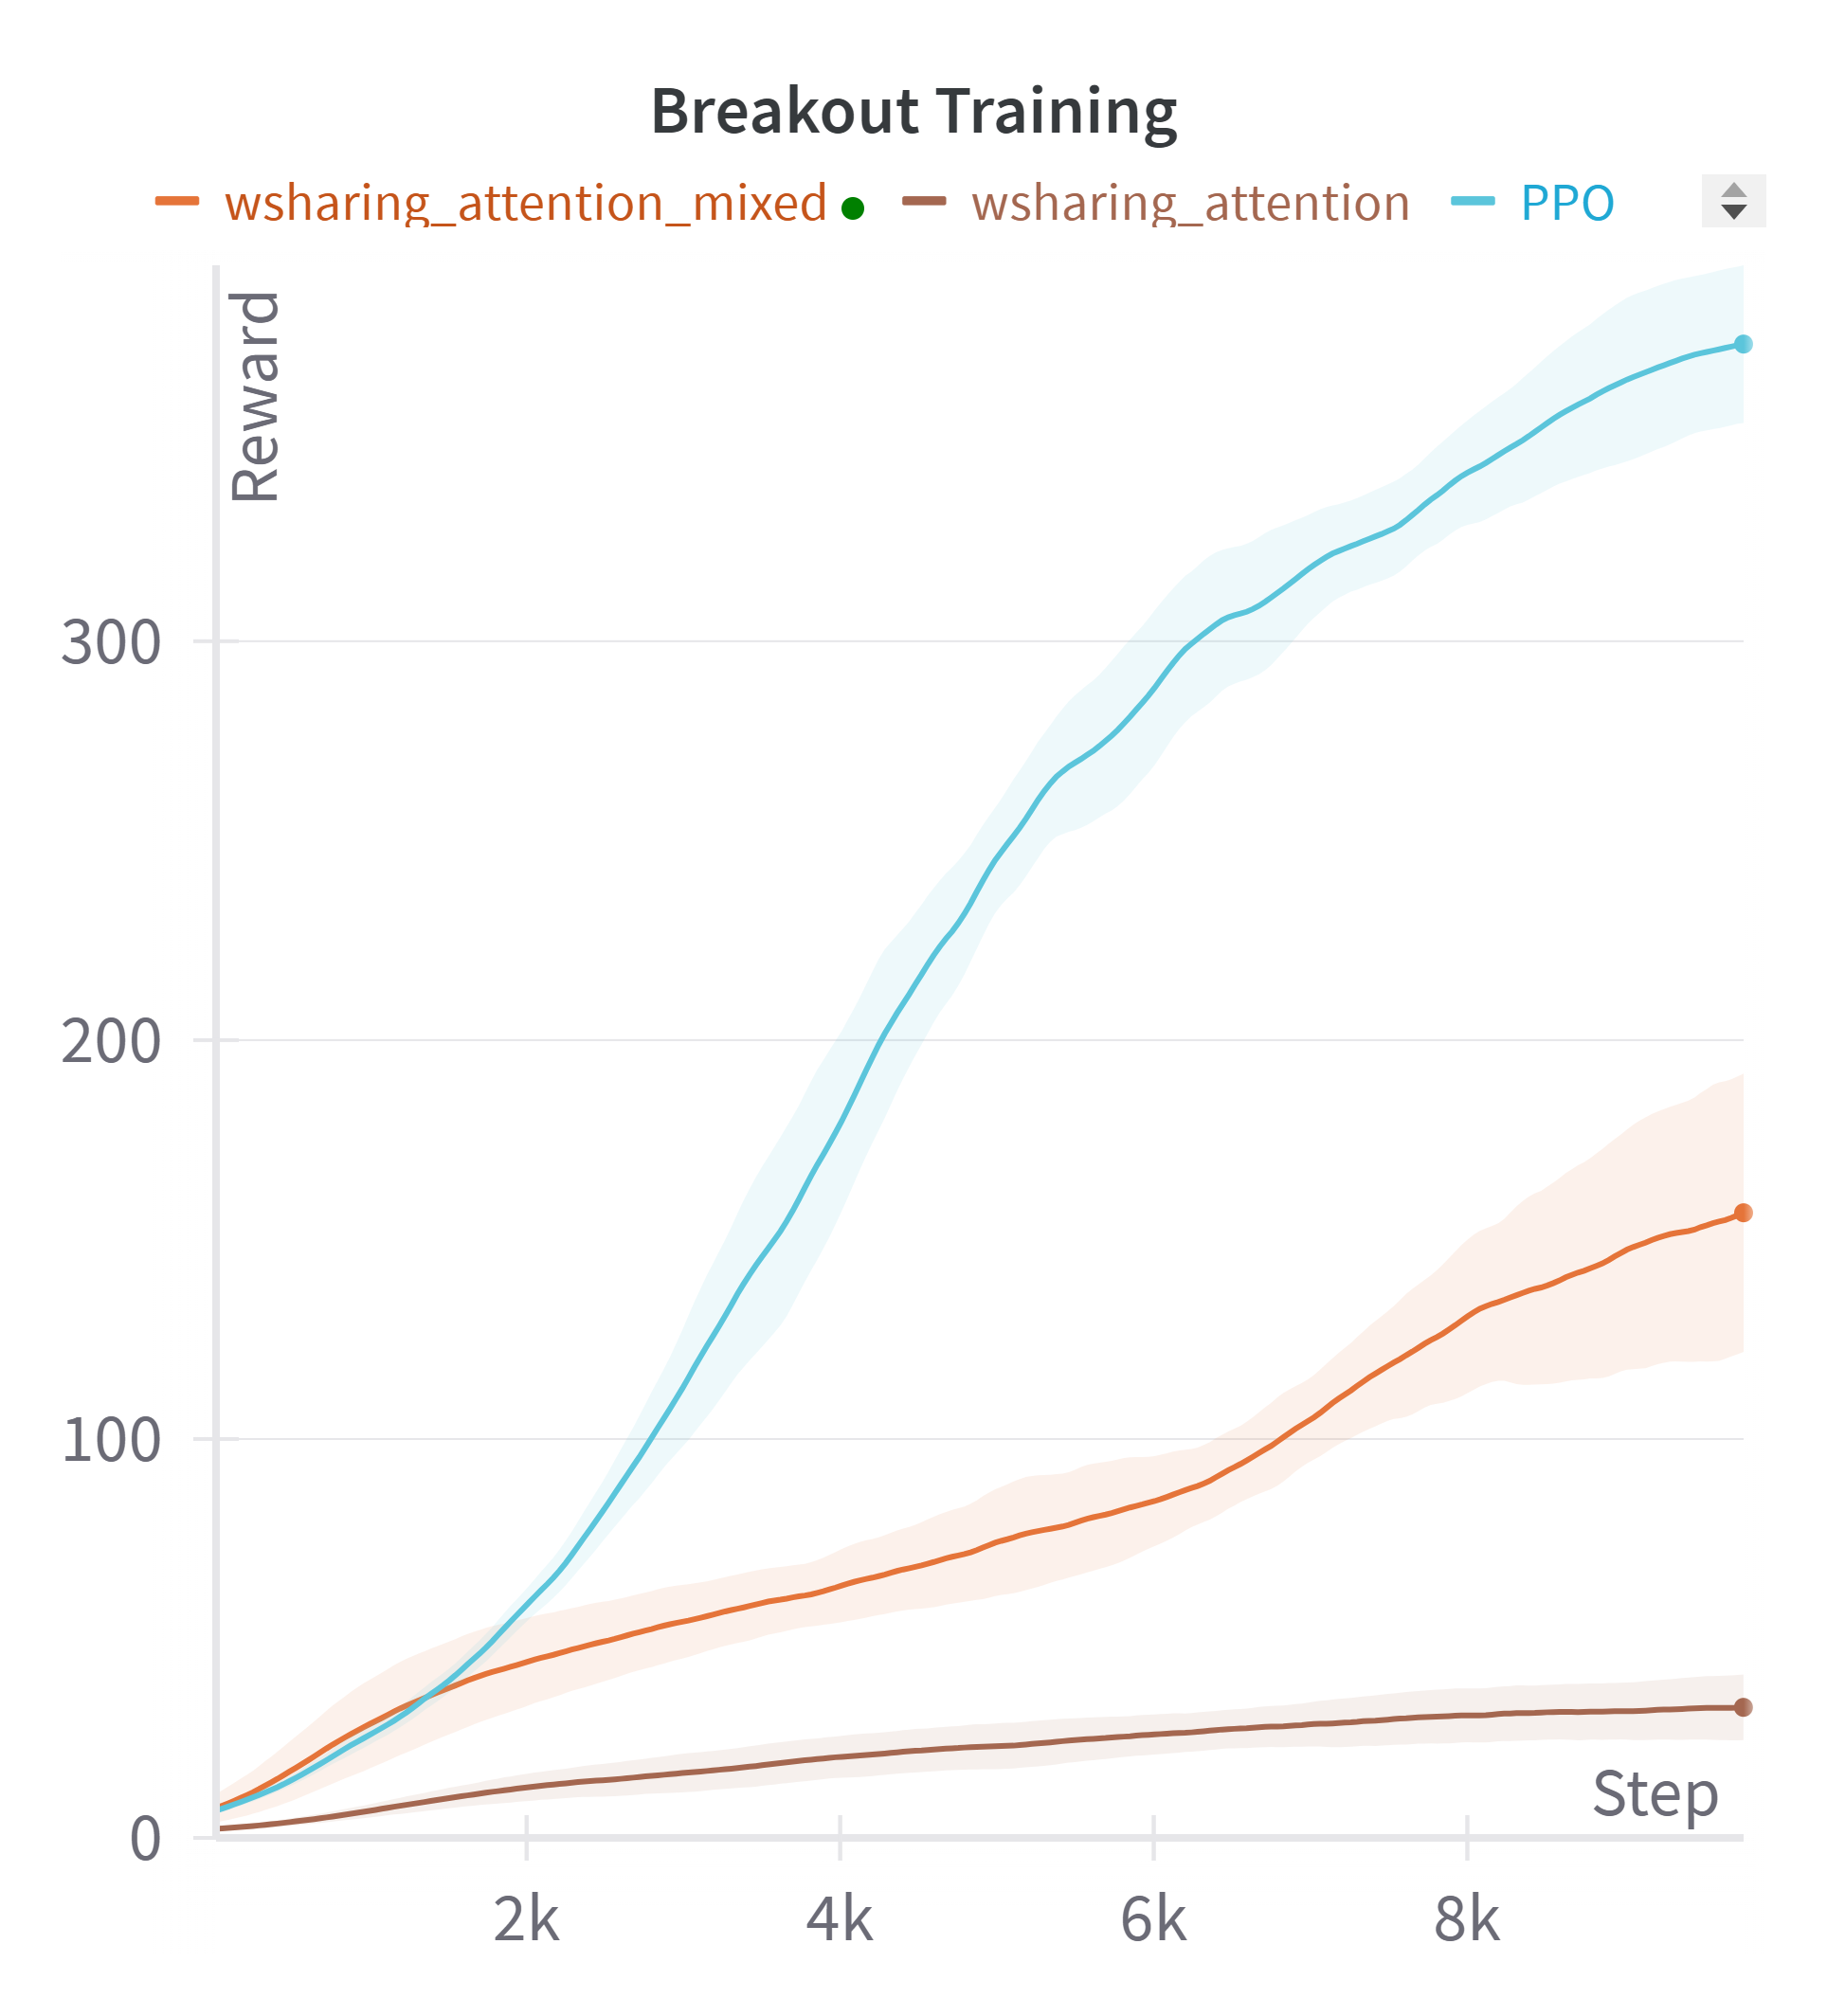 Breakout Training
wsharing_attention_mixed wsharing_attention PPO
Reward
300
200
100
0
Step
2k 4k 6k 8k